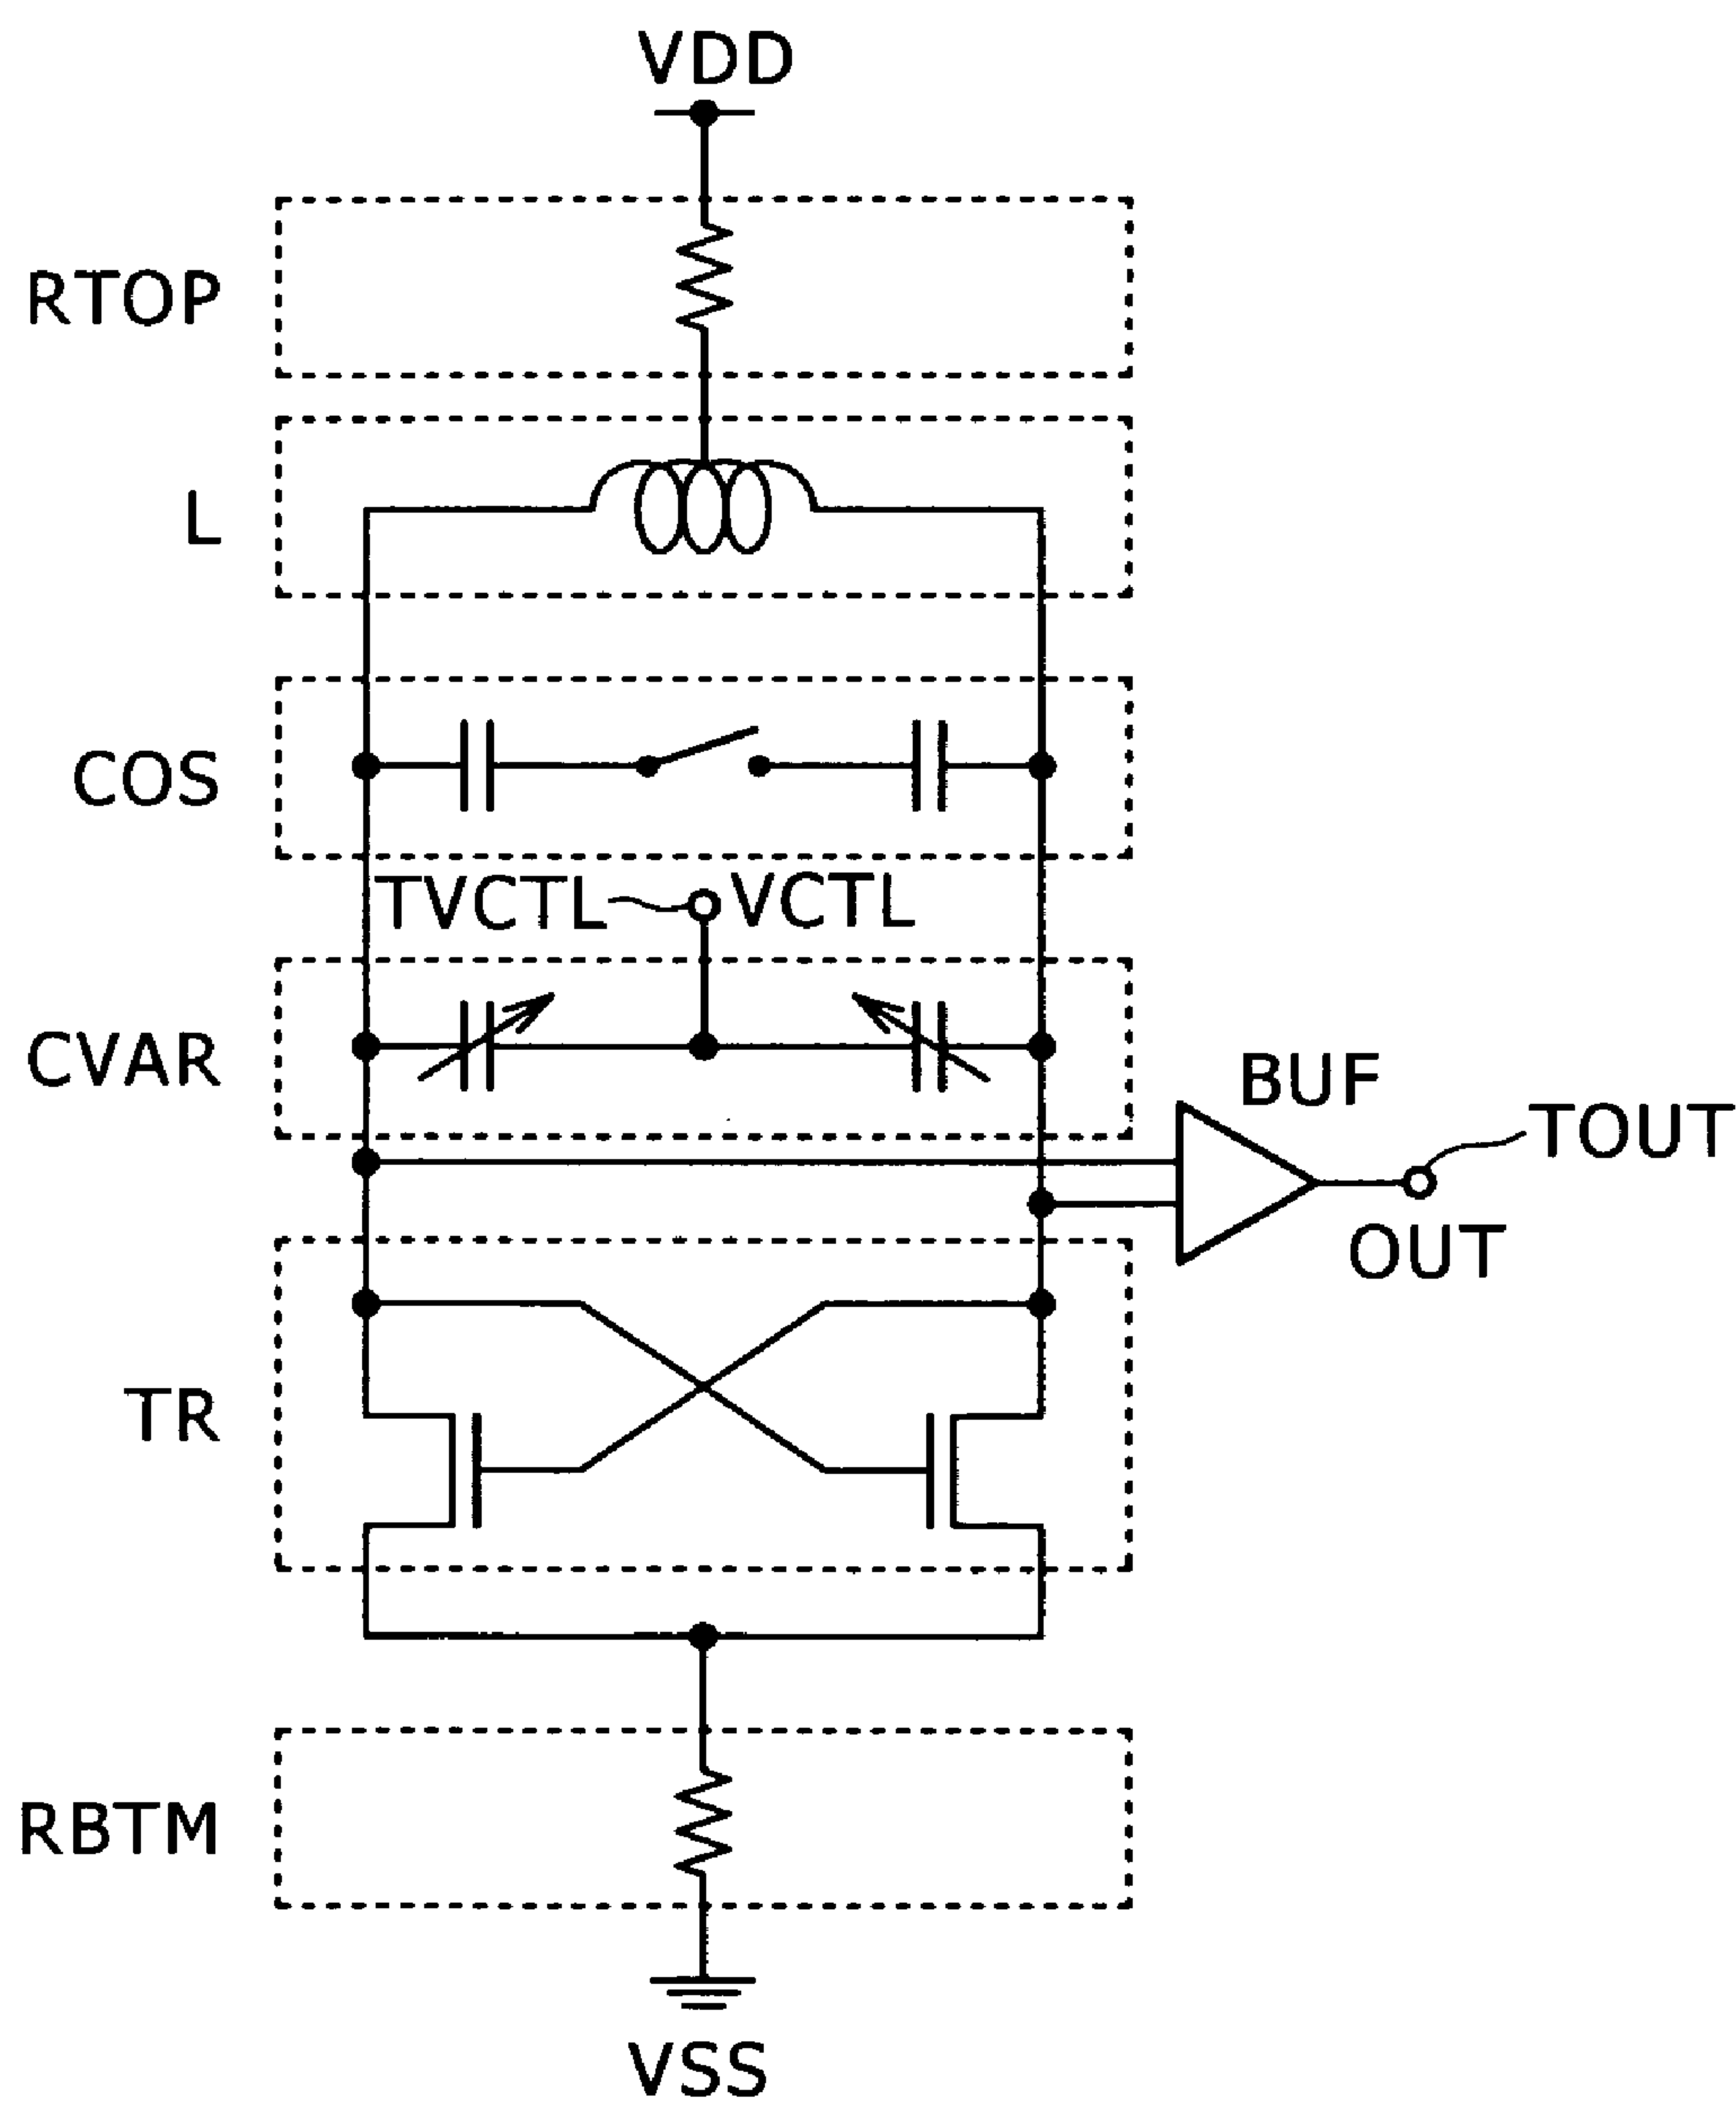 VDD
RTOP
L
COS
TVCTL VCTL
CVAR
BUF
TOUT
OUT
TR
RBTM
VSS